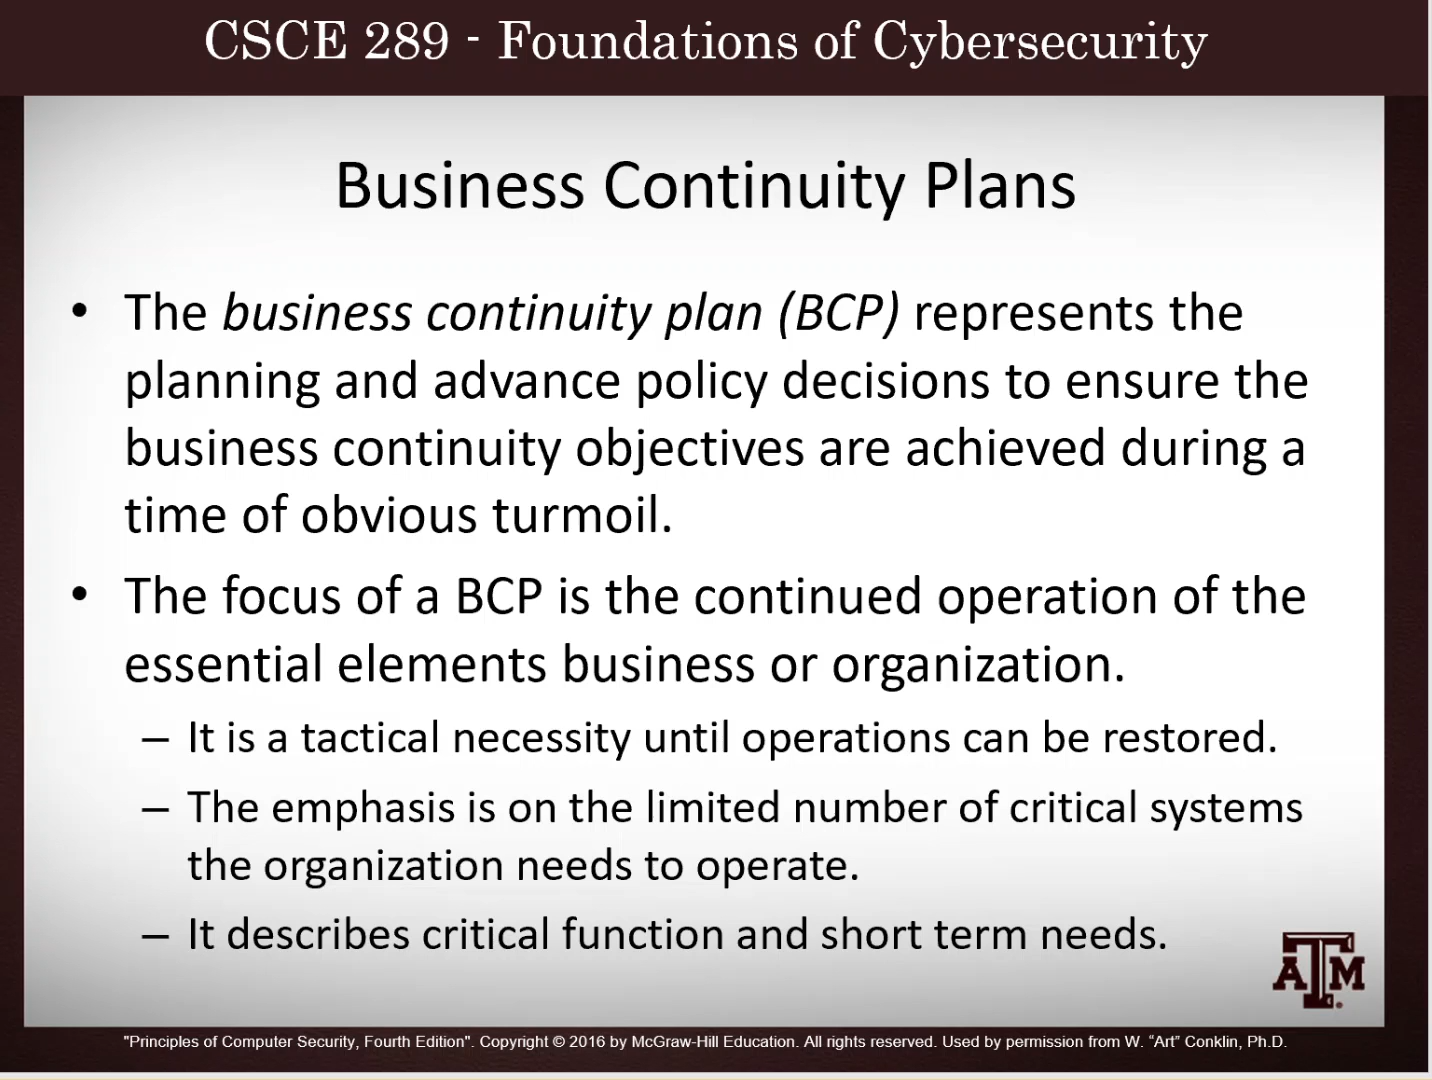 CSCE 289 - Foundations of Cybersecurity
Business Continuity Plans
• The business continuity plan (BCP) represents the
planning and advance policy decisions to ensure the
business continuity objectives are achieved during a
time of obvious turmoil.
• The focus of a BCP is the continued operation of the
essential elements business or organization.
– It is a tactical necessity until operations can be restored.
– The emphasis is on the limited number of critical systems
the organization needs to operate.
– It describes critical function and short term needs.
ATM
"Principles of Computer Security, Fourth Edition". Copyright © 2016 by McGraw-Hill Education. All rights reserved. Used by permission from W. “Art” Conklin, Ph.D.